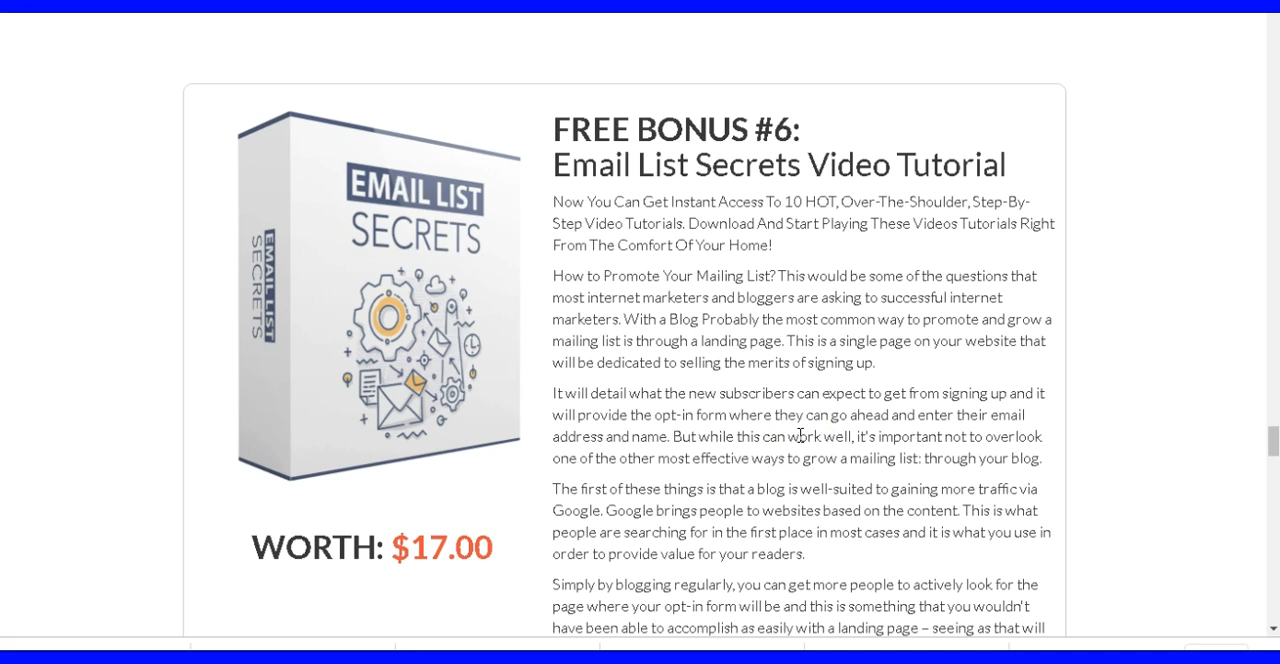 EMAIL LIST
SECRETS
EMAIL LIST
SECRETS
WORTH: $17.00
FREE BONUS #6:
Email List Secrets Video Tutorial
Now You Can Get Instant Access To 10 HOT, Over-The-Shoulder, Step-By-
Step Video Tutorials. Download And Start Playing These Videos Tutorials Right
From The Comfort Of Your Home!
How to Promote Your Mailing List? This would be some of the questions that
most internet marketers and bloggers are asking to successful internet
marketers. With a Blog Probably the most common way to promote and grow a
mailing list is through a landing page. This is a single page on your website that
will be dedicated to selling the merits of signing up.
It will detail what the new subscribers can expect to get from signing up and it
will provide the opt-in form where they can go ahead and enter their email
address and name. But while this can work well, it's important not to overlook
one of the other most effective ways to grow a mailing list: through your blog.
The first of these things is that a blog is well-suited to gaining more traffic via
Google. Google brings people to websites based on the content. This is what
people are searching for in the first place in most cases and it is what you use in
order to provide value for your readers.
Simply by blogging regularly, you can get more people to actively look for the
page where your opt-in form will be and this is something that you wouldn't
have been able to accomplish as easily with a landing page – seeing as that will